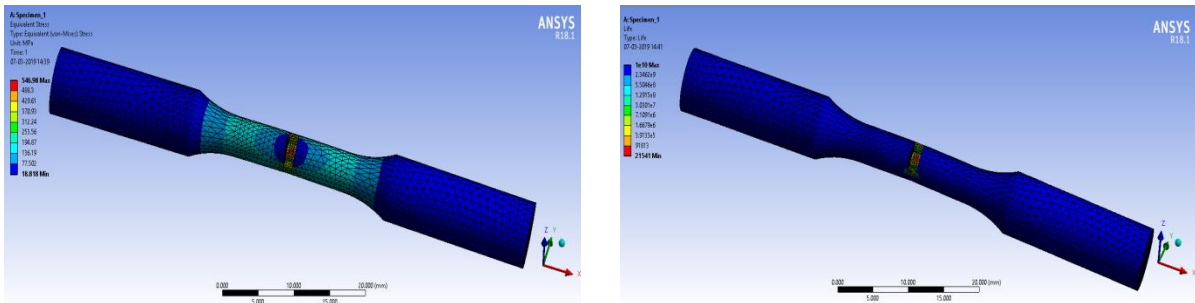 A: Specimen_1
Equivalent Stress
Type: Equivalent (von-Mises) Stress
Unit: MPa
Time: 1
07-03-2019 14:39
546.98 Max
488.3
429.61
370.93
312.24
253.56
194.87
136.19
77.502
18.818 Min
ANSYS
R18.1
Z
Y
X
0.000
10.000
20.000 (mm)
5.000
15.000
A: Specimen_1
Life
Type: Life
07-03-2019 14:41
1e10 Max
2.3462e9
5.5046e8
1.2915e8
3.0301e7
7.1091e6
1.6679e6
3.9133e5
91813
21541 Min
ANSYS
R18.1
Z
Y
X
0.000
10.000
20.000 (mm)
5.000
15.000